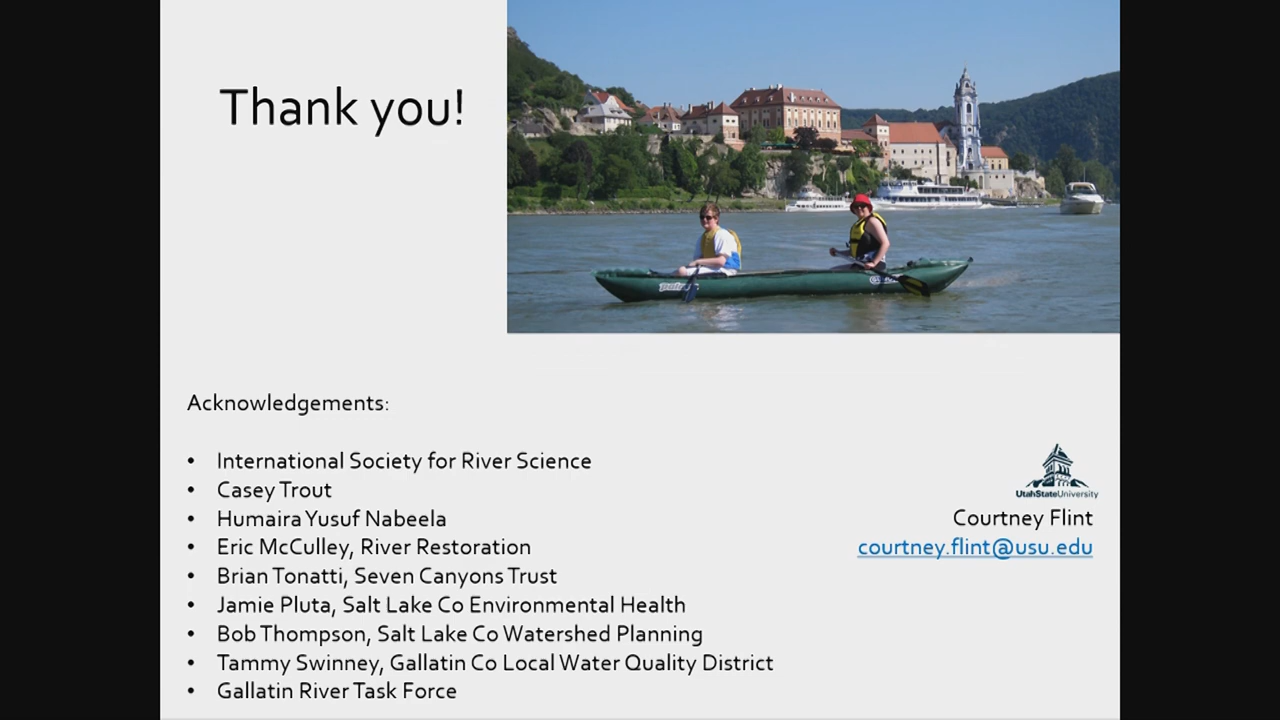 Thank you!
Acknowledgements:
• International Society for River Science
• Casey Trout
• Humaira Yusuf Nabeela
• Eric McCulley, River Restoration
• Brian Tonatti, Seven Canyons Trust
• Jamie Pluta, Salt Lake Co Environmental Health
• Bob Thompson, Salt Lake Co Watershed Planning
• Tammy Swinney, Gallatin Co Local Water Quality District
• Gallatin River Task Force
UtahStateUniversity
Courtney Flint
courtney.flint@usu.edu